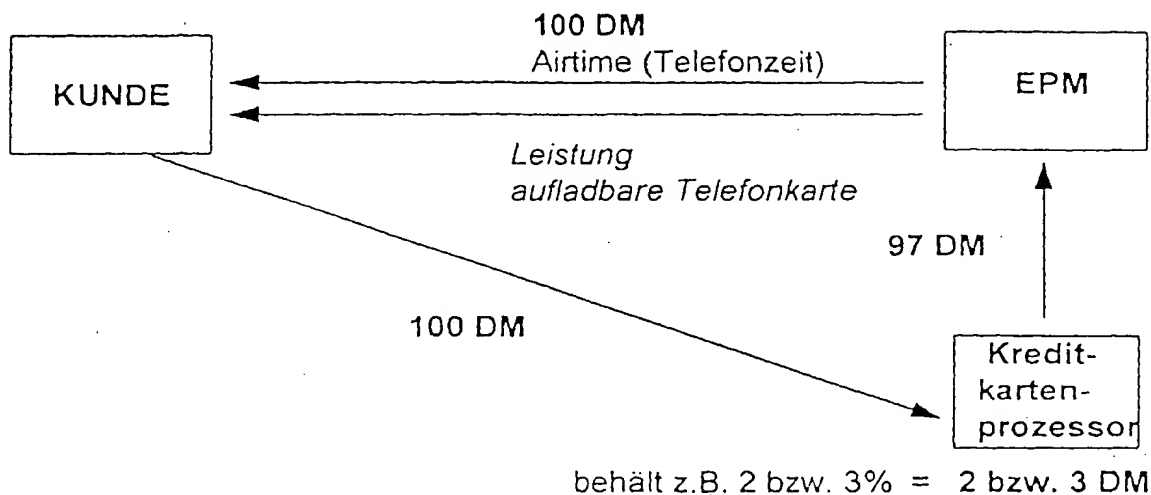 100 DM
Airtime (Telefonzeit)
KUNDE
EPM
Leistung
aufladbare Telefonkarte
97 DM
100 DM
Kredit-
karten-
prozessor
behält z.B. 2 bzw. 3% = 2 bzw. 3 DM